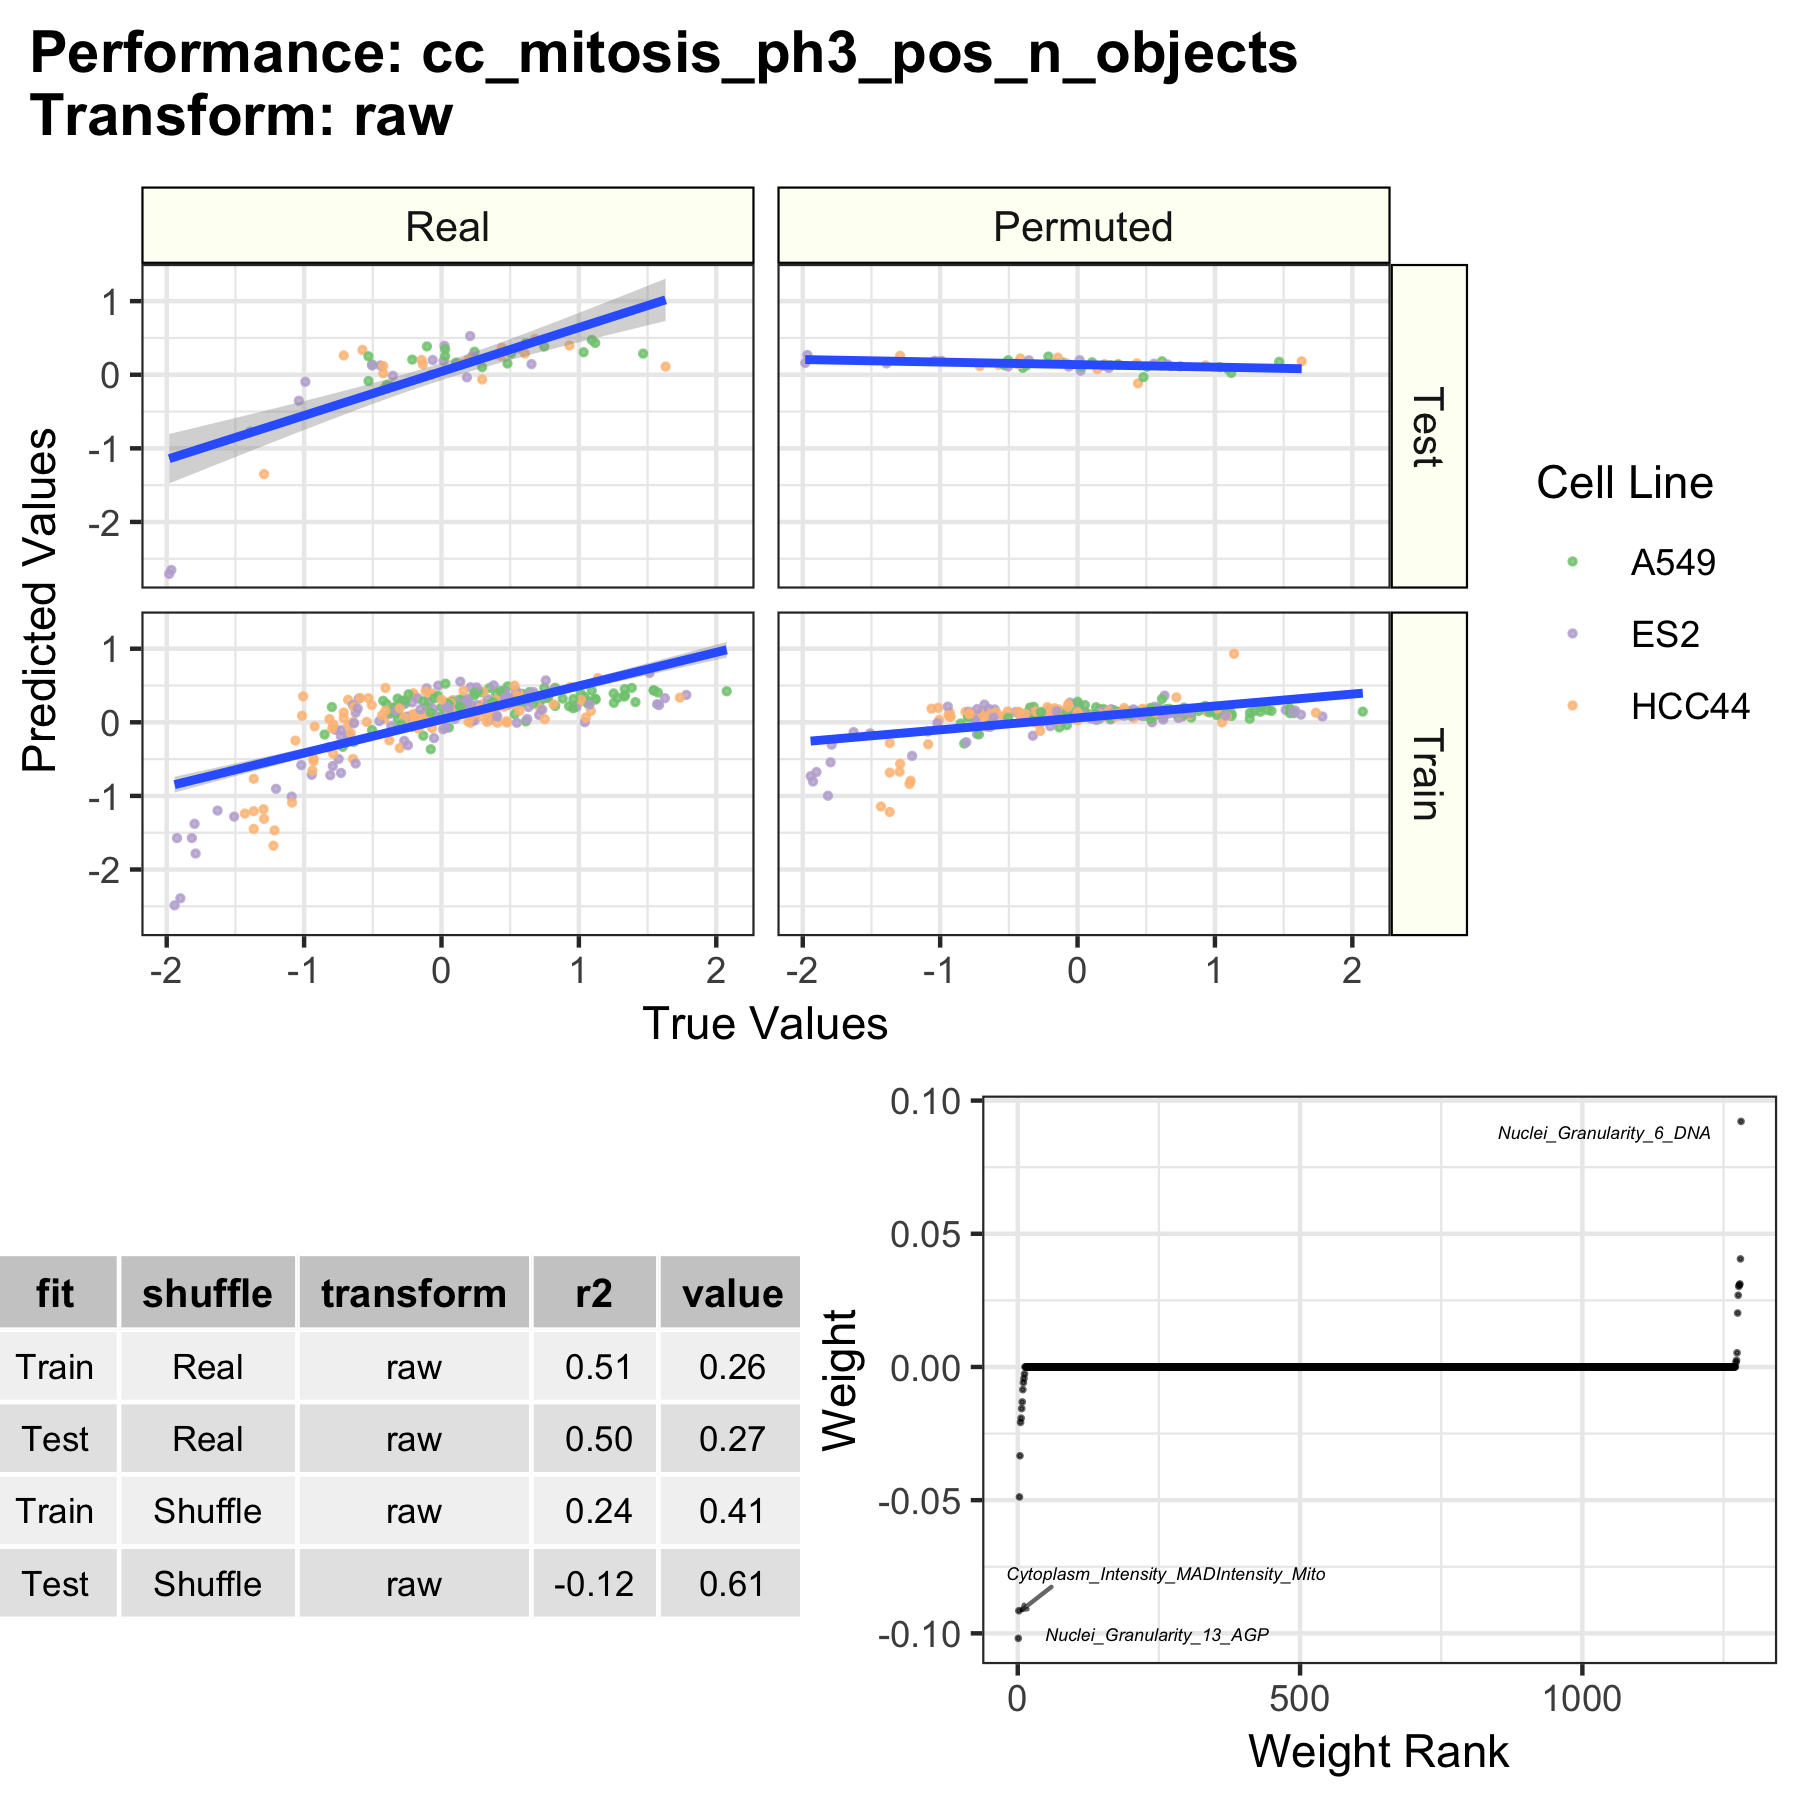 Performance: cc_mitosis_ph3_pos_n_objects
Transform: raw
Real
Permuted
1
0
-1
-2
Test
1
0
-1
-2
Train
Predicted Values
-2 -1 0 1 2
-2 -1 0 1 2
True Values
Cell Line
A549
ES2
HCC44
fit shuffle transform r2 value
Train Real raw 0.51 0.26
Test Real raw 0.50 0.27
Train Shuffle raw 0.24 0.41
Test Shuffle raw -0.12 0.61
Weight
0.10
0.05
0.00
-0.05
-0.10
Nuclei_Granularity_6_DNA
Cytoplasm_Intensity_MADIntensity_Mito
Nuclei_Granularity_13_AGP
0 500 1000
Weight Rank